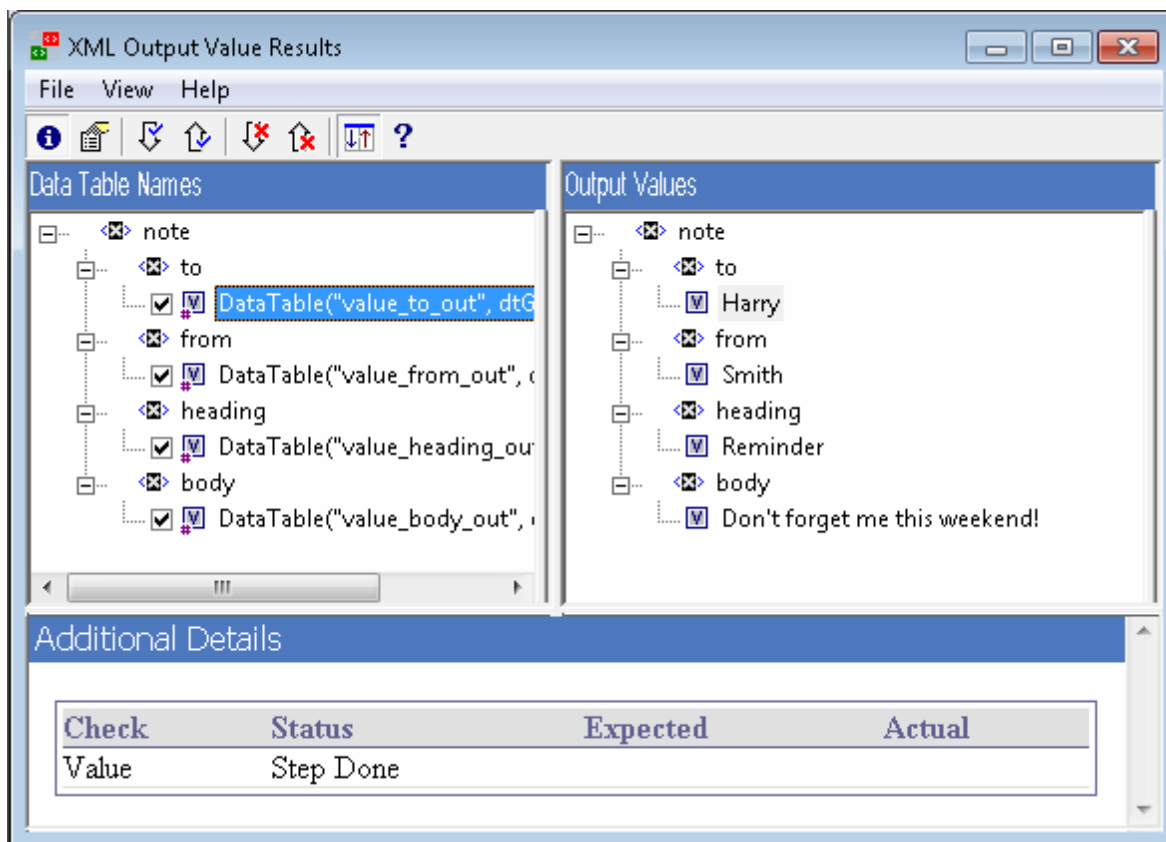 XML Output Value Results
File View Help
Data Table Names
note
to
DataTable("value_to_out", dtG
from
DataTable("value_from_out",
heading
DataTable("value_heading_ou
body
DataTable("value_body_out",
Output Values
note
to
Harry
from
Smith
heading
Reminder
body
Don't forget me this weekend!
Additional Details
Check Status Expected Actual
Value Step Done